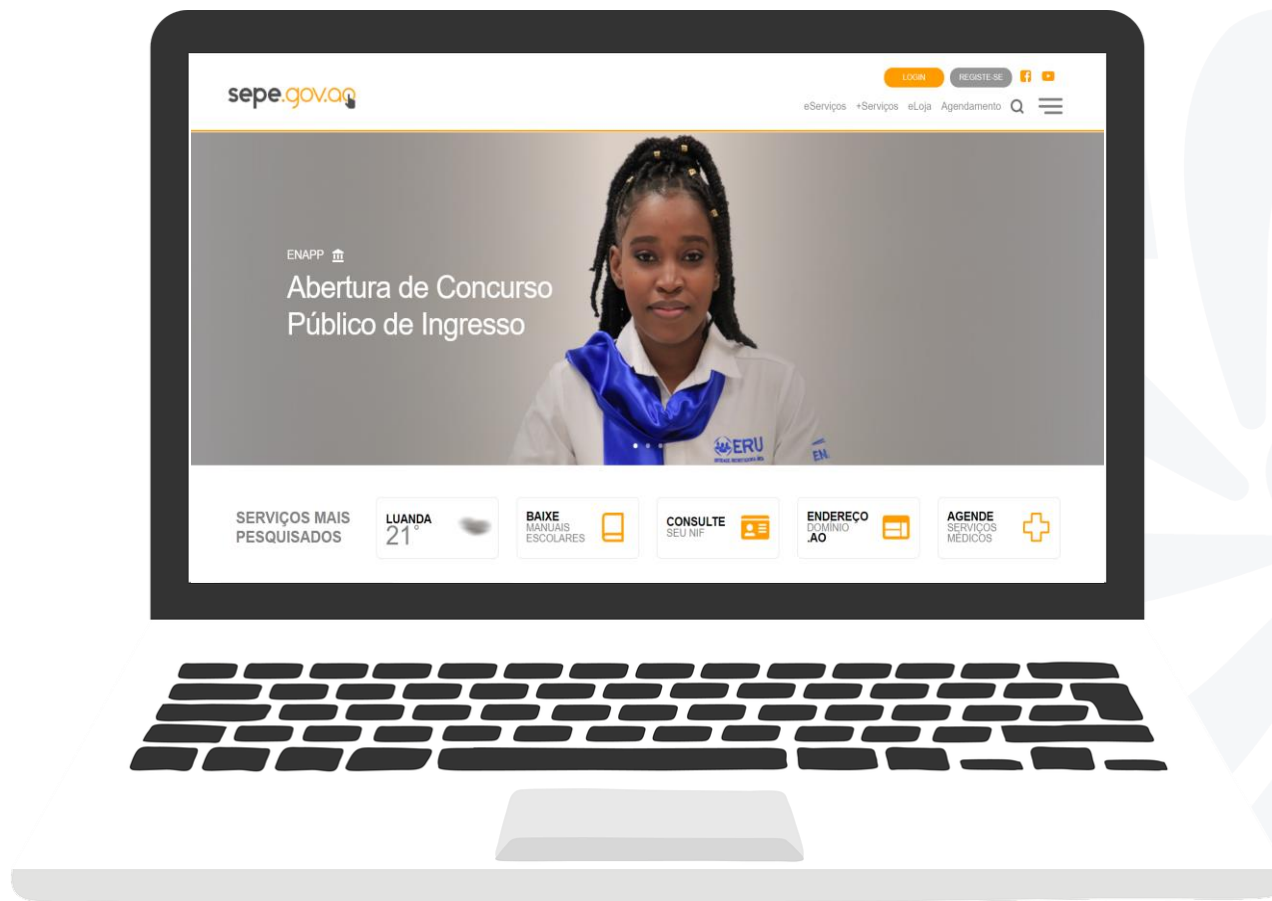 sepe.gov.ao
LOGIN
REGISTE-SE
eServiços +Serviços eLoja Agendamento
ENAPP
Abertura de Concurso
Público de Ingresso
ERU
EN
SERVIÇOS MAIS
PESQUISADOS
LUANDA
21°
BAIXE
MANUAIS
ESCOLARES
CONSULTE
SEU NIF
ENDEREÇO
DOMÍNIO
.AO
AGENDE
SERVIÇOS
MÉDICOS